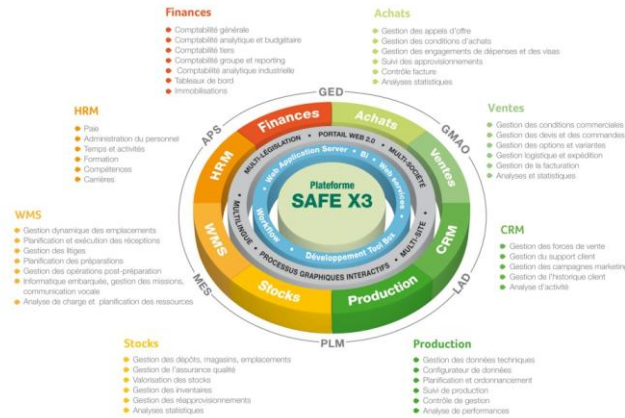 Finances
Comptabilité générale
Comptabilité analytique et budgétaire
Comptabilité tiers
Comptabilité groupe et reporting
Comptabilité analytique industrielle
Tableaux de bord
Immobilisations
Achats
Gestion des appels d'offre
Gestion des conditions d'achats
Gestion des engagements de dépenses et des visas
Suivi des approvisionnements
Contrôle facture
Analyses statistiques
HRM
Paie
Administration du personnel
Temps et activités
Formation
Compétences
Carrières
Ventes
Gestion des conditions commerciales
Gestion des devis et des commandes
Gestion des options et variantes
Gestion logistique et expédition
Gestion de la facturation
Analyses et statistiques
WMS
Gestion dynamique des emplacements
Planification et exécution des réceptions
Gestion des litiges
Planification des préparations
Gestion des opérations post-préparation
Informatique embarquée, gestion des missions,
communication vocale
Analyse de charge et planification des ressources
CRM
Gestion des forces de vente
Gestion du support client
Gestion des campagnes marketing
Gestion de l'historique client
Analyse d'activité
GED
GMAO
LAD
PLM
MES
APS
Finances
Achats
Ventes
CRM
Production
Stocks
WMS
HRM
MULTI-LÉGISLATION • PORTAIL WEB 2.0 • MULTI-SOCIÉTÉ
MULTI-SITE • PROCESSUS GRAPHIQUES INTERACTIFS • MULTILINGUE
Web Application Server • BI • Web services
Développement Tool Box • Workflow
Plateforme
SAFE X3
Stocks
Gestion des dépôts, magasins, emplacements
Gestion de l'assurance qualité
Valorisation des stocks
Gestion des inventaires
Gestion des réapprovisionnements
Analyses statistiques
Production
Gestion des données techniques
Configurateur de données
Planification et ordonnancement
Suivi de production
Contrôle de gestion
Analyse de performances